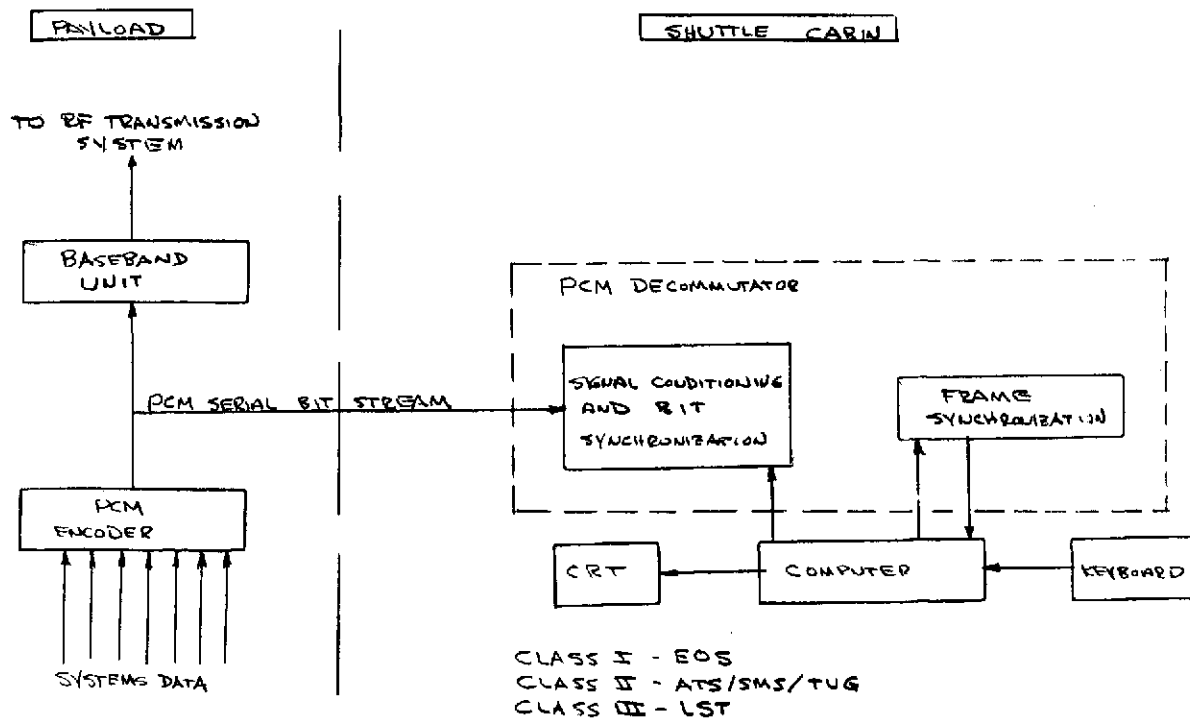 PAYLOAD
SHUTTLE CABIN
TO RF TRANSMISSION
SYSTEM
BASEBAND
UNIT
PCM DECOMMUTATOR
SIGNAL CONDITIONING
AND BIT
SYNCHRONIZATION
FRAME
SYNCHRONIZATION
PCM SERIAL BIT STREAM
PCM
ENCODER
CRT
COMPUTER
KEYBOARD
SYSTEMS DATA
CLASS I - EOS
CLASS II - ATS/SMS/TUG
CLASS III - LST